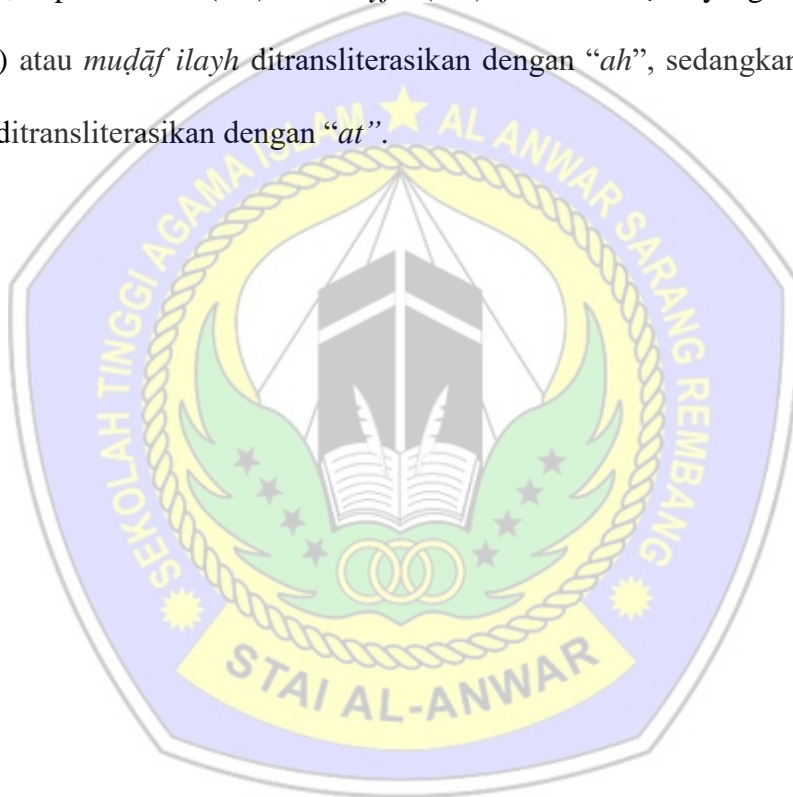 ) atau muḍāf ilayh ditransliterasikan dengan “ah”, sedangkan
ditransliterasikan dengan “at”.
SEKOLAH TINGGI AGAMA ISLAM ★ AL ANWAR SARANG REMBANG
STAI AL-ANWAR